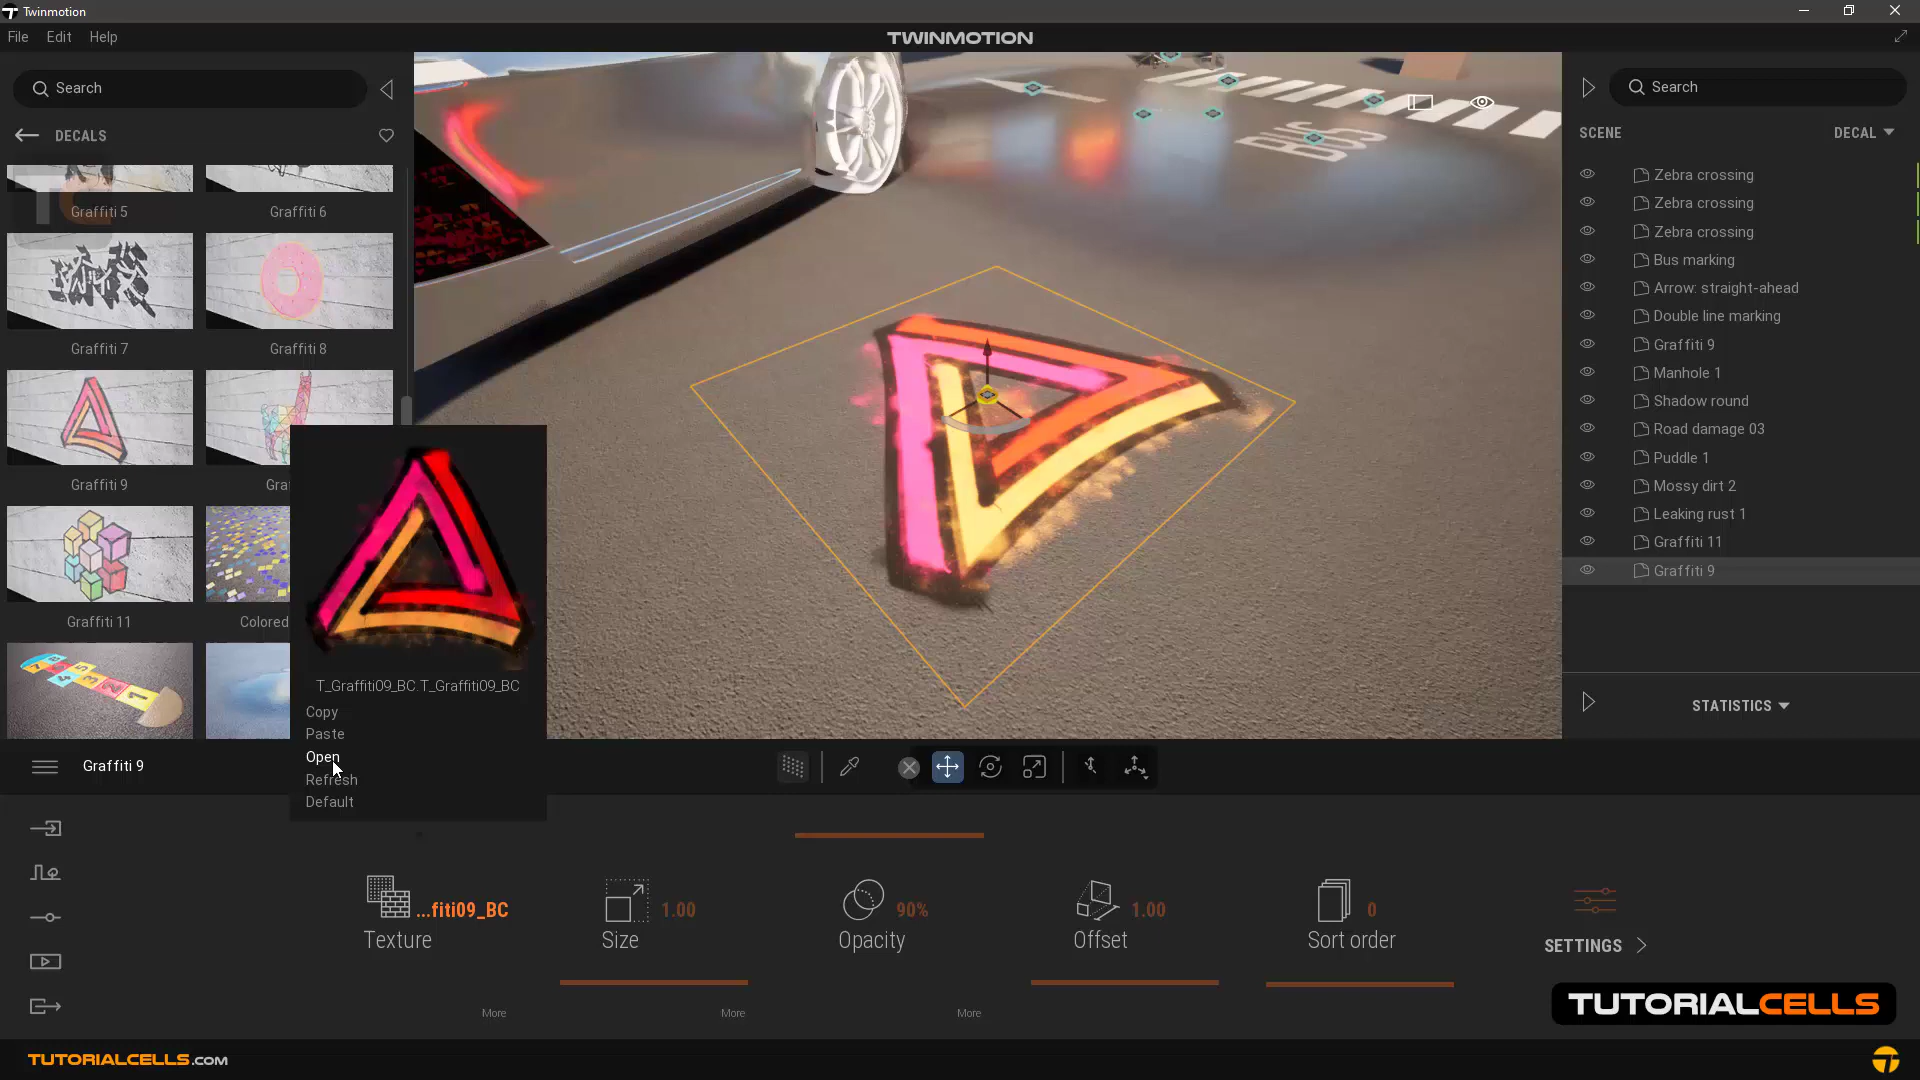 Twinmotion
File Edit Help
TWINMOTION
Search
DECALS
TC
Graffiti 5
Graffiti 6
Graffiti 7
Graffiti 8
Graffiti 9
Gra
Graffiti 11
Colored
BUS
T_Graffiti09_BC.T_Graffiti09_BC
Copy
Paste
Open
Refresh
Default
Search
SCENE
DECAL
Zebra crossing
Zebra crossing
Zebra crossing
Bus marking
Arrow: straight-ahead
Double line marking
Graffiti 9
Manhole 1
Shadow round
Road damage 03
Puddle 1
Mossy dirt 2
Leaking rust 1
Graffiti 11
Graffiti 9
STATISTICS
Graffiti 9
...fiti09_BC
Texture
More
1.00
Size
More
90%
Opacity
More
1.00
Offset
0
Sort order
SETTINGS
TUTORIALCELLS
TUTORIALCELLS.COM